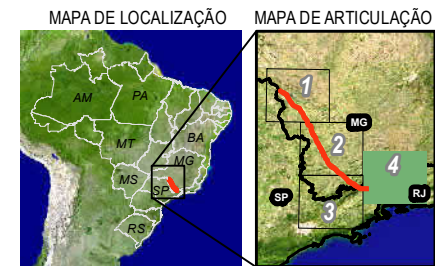 MAPA DE LOCALIZAÇÃO
MAPA DE ARTICULAÇÃO
AM
PA
MT
BA
MG
MS
SP
RS
1
MG
2
4
SP
3
RJ